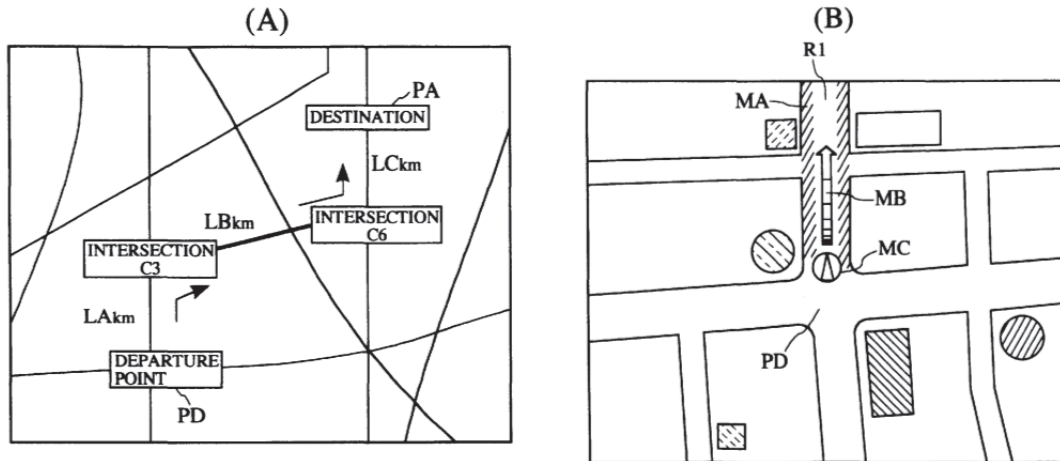 (A)
PA
DESTINATION
LCkm
LBkm
INTERSECTION
C6
INTERSECTION
C3
LAkm
DEPARTURE
POINT
PD
(B)
R1
MA
MB
MC
PD